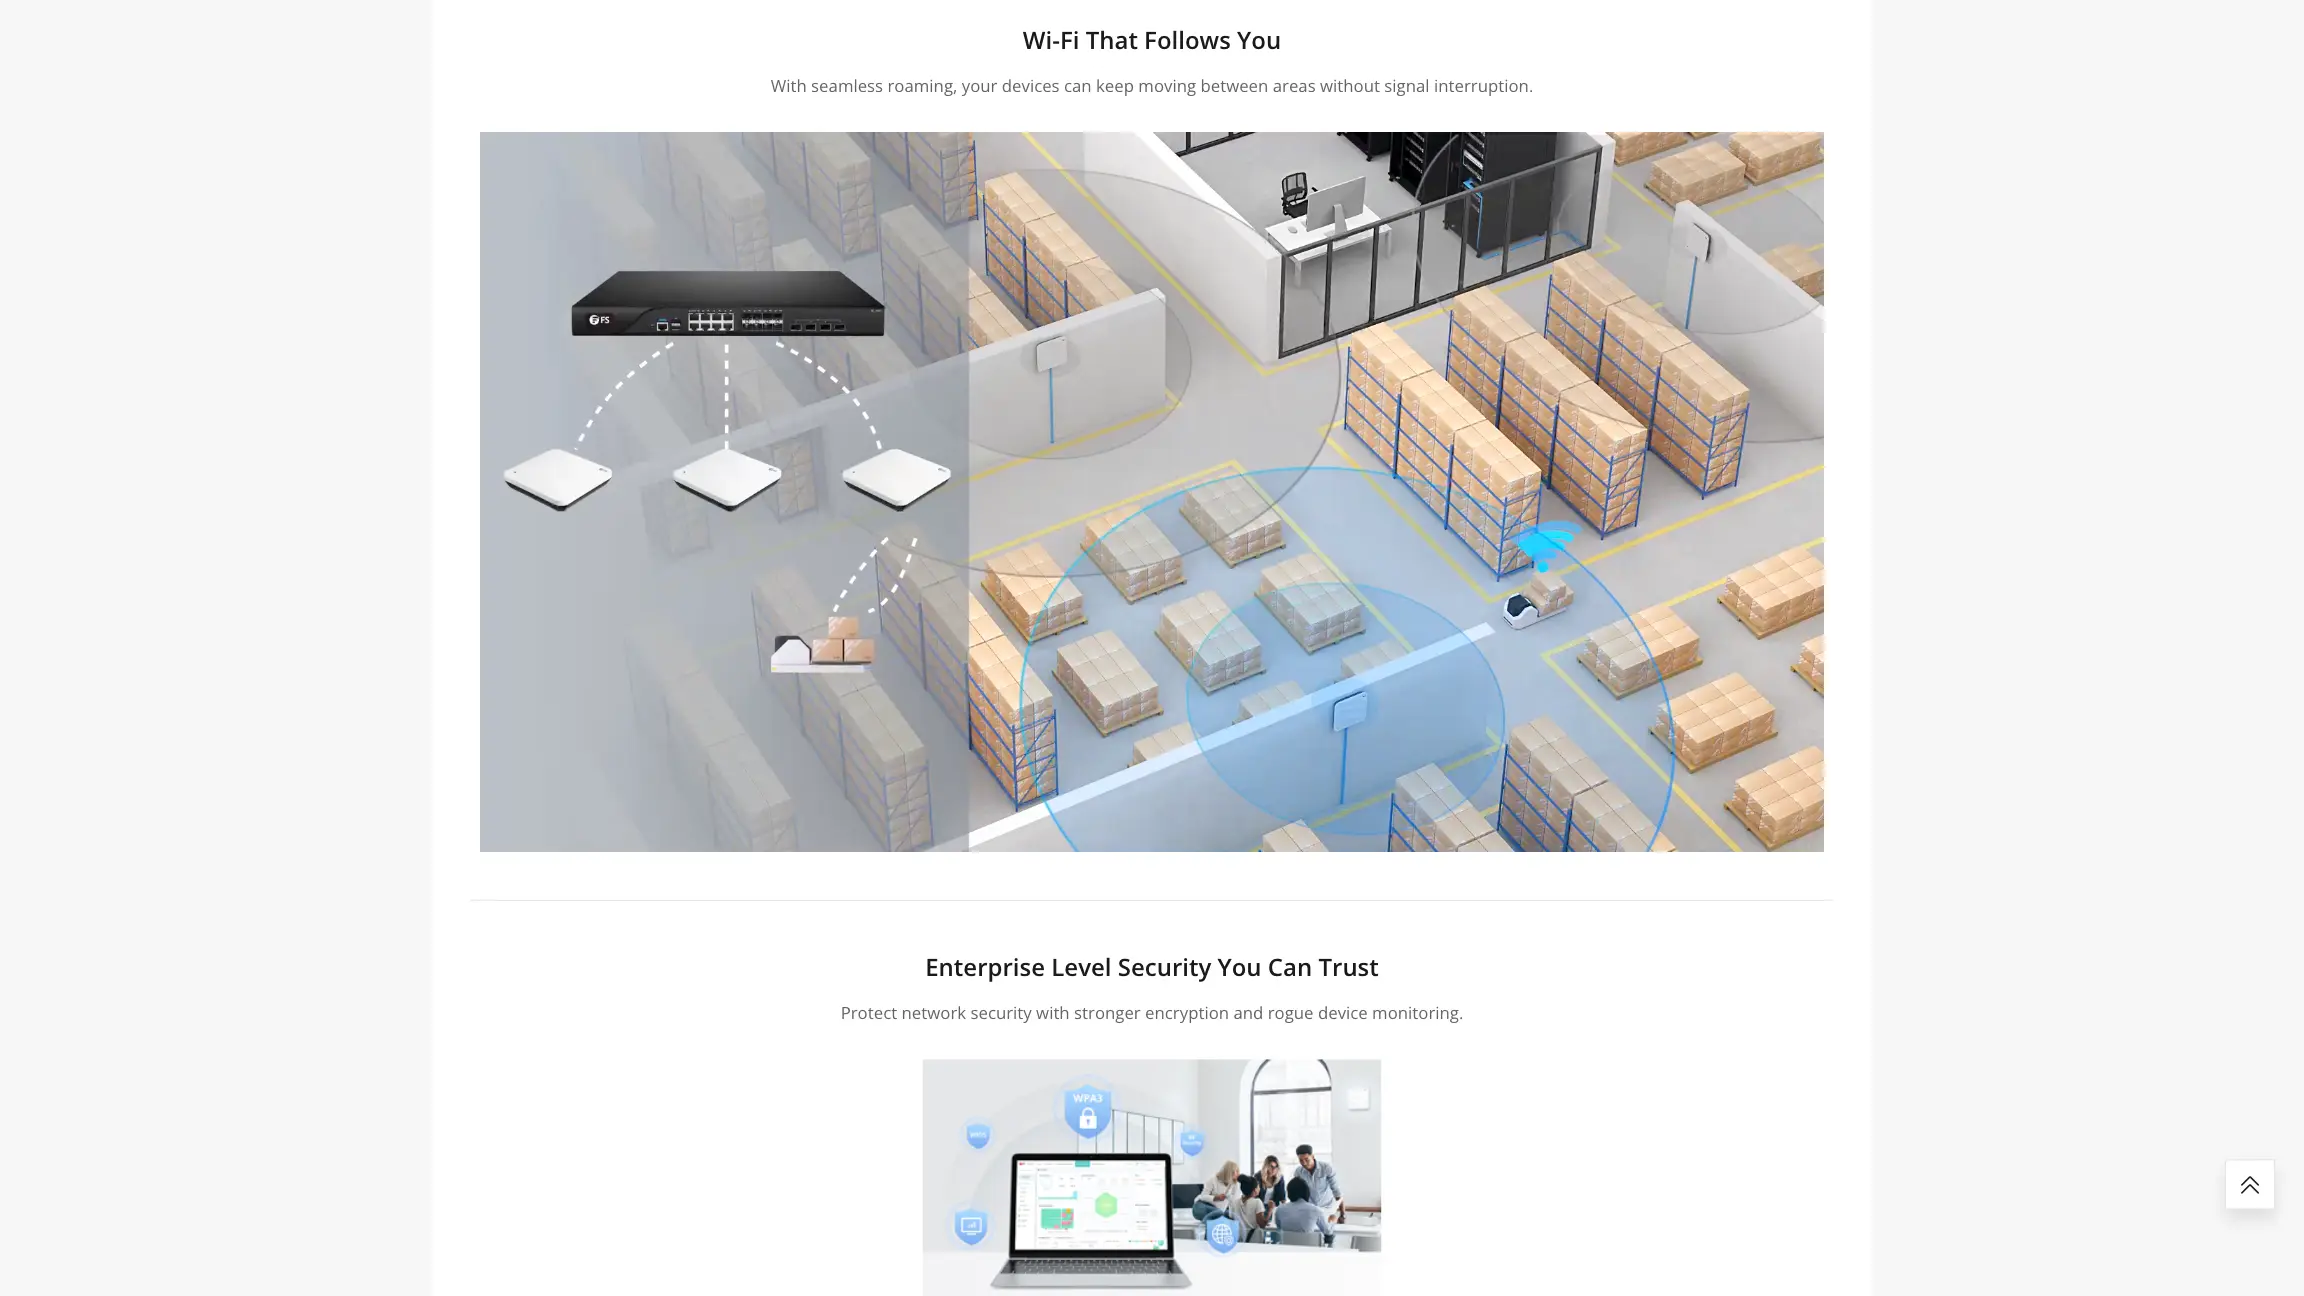 Wi-Fi That Follows You
With seamless roaming, your devices can keep moving between areas without signal interruption.
FS
Enterprise Level Security You Can Trust
Protect network security with stronger encryption and rogue device monitoring.
WPA3